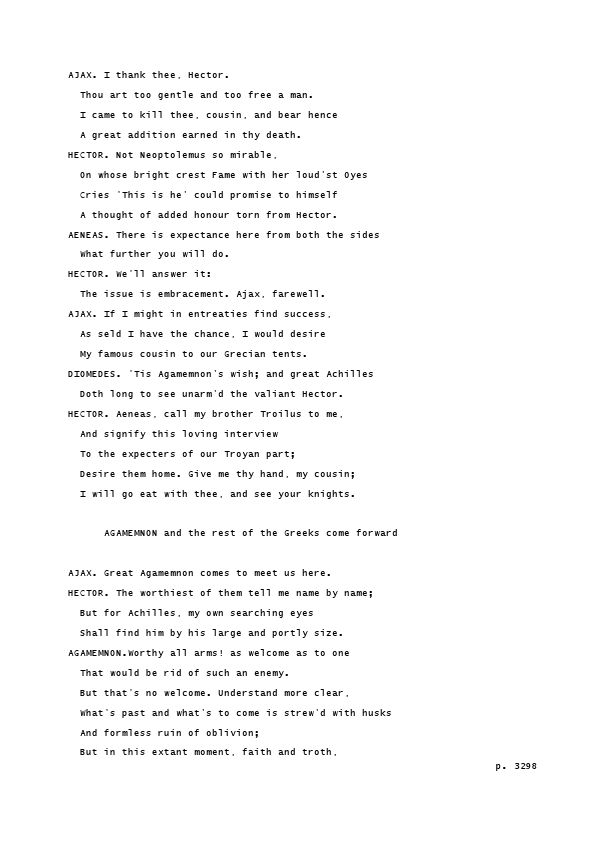 AJAX. I thank thee, Hector.
Thou art too gentle and too free a man.
I came to kill thee, cousin, and bear hence
A great addition earned in thy death.
HECTOR. Not Neoptolemus so mirable,
On whose bright crest Fame with her loud'st Oyes
Cries 'This is he' could promise to himself
A thought of added honour torn from Hector.
AENEAS. There is expectance here from both the sides
What further you will do.
HECTOR. We'll answer it:
The issue is embracement. Ajax, farewell.
AJAX. If I might in entreaties find success,
As seld I have the chance, I would desire
My famous cousin to our Grecian tents.
DIOMEDES. 'Tis Agamemnon's wish; and great Achilles
Doth long to see unarm'd the valiant Hector.
HECTOR. Aeneas, call my brother Troilus to me,
And signify this loving interview
To the expecters of our Troyan part;
Desire them home. Give me thy hand, my cousin;
I will go eat with thee, and see your knights.
AGAMEMNON and the rest of the Greeks come forward
AJAX. Great Agamemnon comes to meet us here.
HECTOR. The worthiest of them tell me name by name;
But for Achilles, my own searching eyes
Shall find him by his large and portly size.
AGAMEMNON.Worthy all arms! as welcome as to one
That would be rid of such an enemy.
But that's no welcome. Understand more clear,
What's past and what's to come is strew'd with husks
And formless ruin of oblivion;
But in this extant moment, faith and troth,
p. 3298